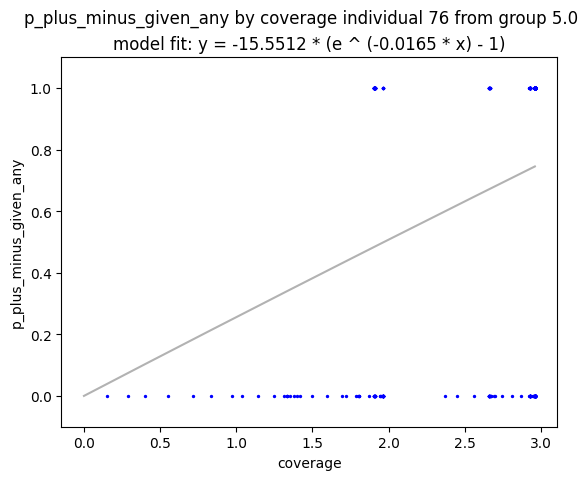 p_plus_minus_given_any by coverage individual 76 from group 5.0
model fit: y = -15.5512 * (e ^ (-0.0165 * x) - 1)
p_plus_minus_given_any
1.0
0.8
0.6
0.4
0.2
0.0
0.0 0.5 1.0 1.5 2.0 2.5 3.0
coverage